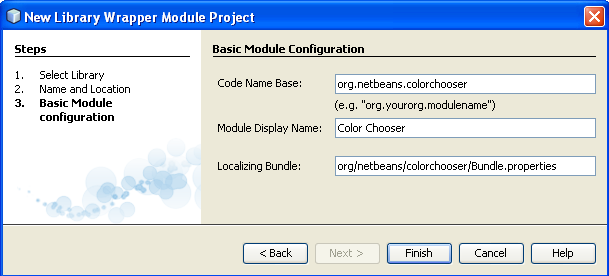 New Library Wrapper Module Project
Steps
1. Select Library
2. Name and Location
3. Basic Module
configuration
Basic Module Configuration
Code Name Base: org.netbeans.colorchooser
(e.g. "org.yourorg.modulename")
Module Display Name: Color Chooser
Localizing Bundle: org/netbeans/colorchooser/Bundle.properties
< Back Next > Finish Cancel Help